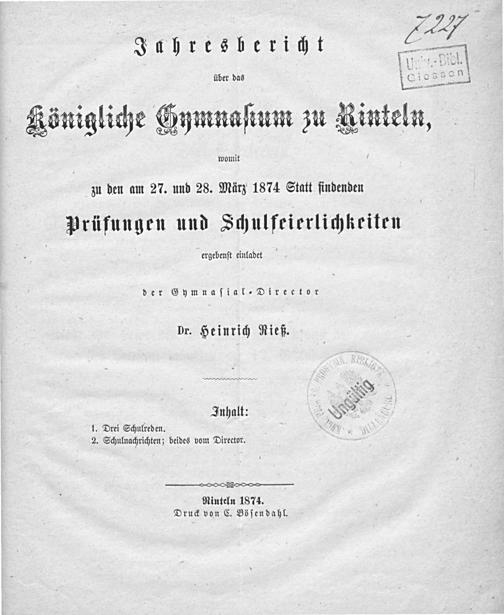 7227
Univ.-Bibl.
Giessen
Jahresbericht
über das
Königliche Gymnasium zu Rinteln,
womit
zu den am 27. und 28. März 1874 Statt findenden
Prüfungen und Schulfeierlichkeiten
ergebenst einladet
der Gymnasial-Director
Dr. Heinrich Rieß.
Ungültig
Inhalt:
1. Drei Schulreden.
2. Schulnachrichten; beides vom Director.
Rinteln 1874.
Druck von C. Bösendahl.